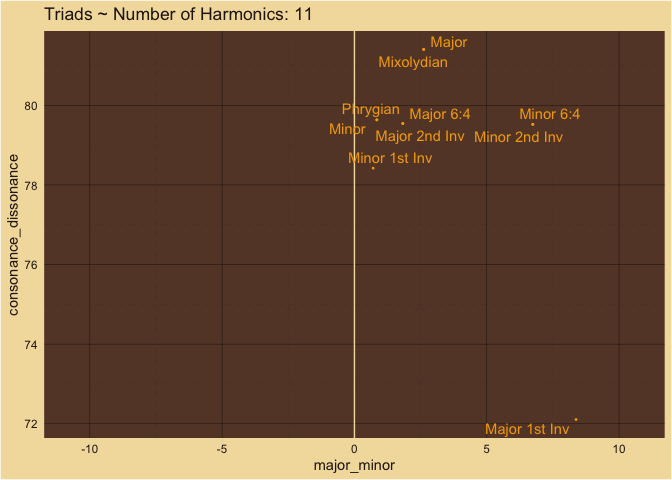 Triads ~ Number of Harmonics: 11
Major
Mixolydian
80
Phrygian
Major 6:4
Minor 6:4
Minor
Major 2nd Inv
Minor 2nd Inv
Minor 1st Inv
78
76
74
72
Major 1st Inv
consonance_dissonance
-10
-5
0
5
10
major_minor